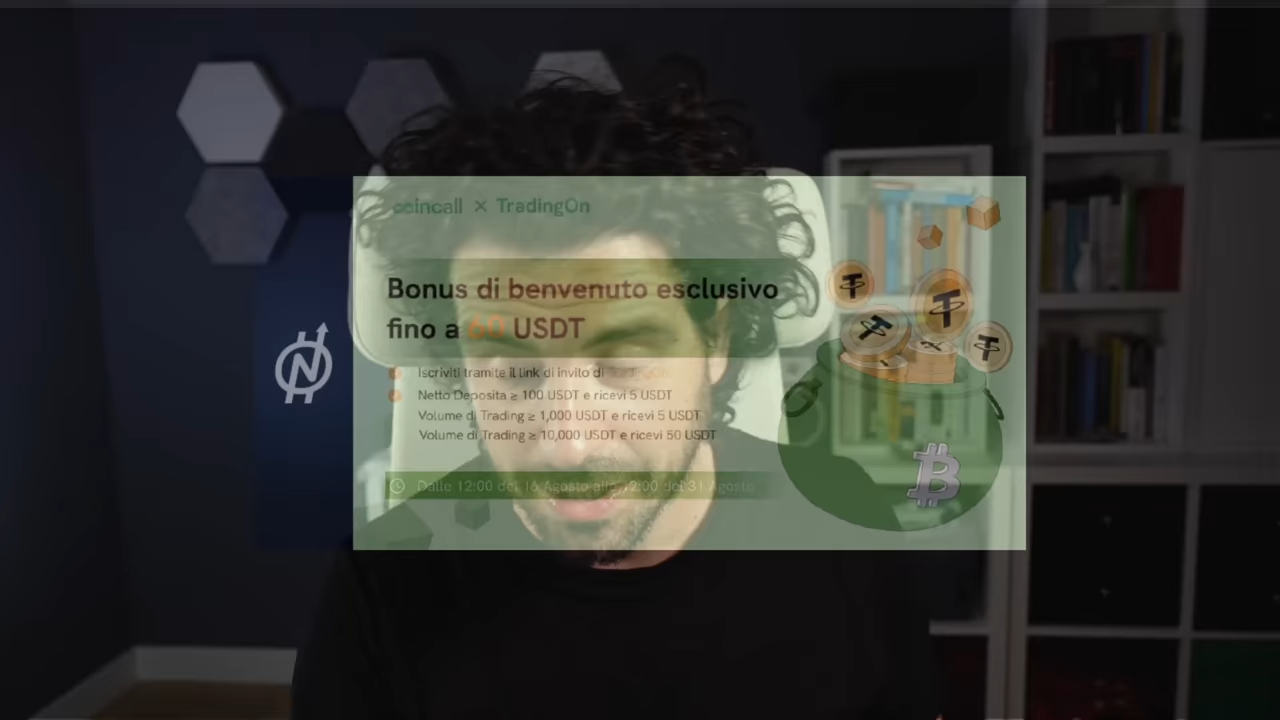 coincall × TradingOn
Bonus di benvenuto esclusivo
fino a 60 USDT
Iscriviti tramite il link di invito di TradingON
Netto Deposita ≥ 100 USDT e ricevi 5 USDT
Volume di Trading ≥ 1,000 USDT e ricevi 5 USDT
Volume di Trading ≥ 10,000 USDT e ricevi 50 USDT
Dalle 12:00 del 16 Agosto alle 12:00 del 31 Agosto